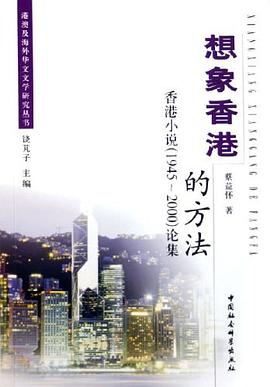 港澳及海外华文文学研究丛书
饶芃子 主编
XIANGXIANG XIANGGANG DE FANGFA
想象香港
的方法
香港小说(1945~2000)论集
蔡益怀 著
中国社会科学出版社